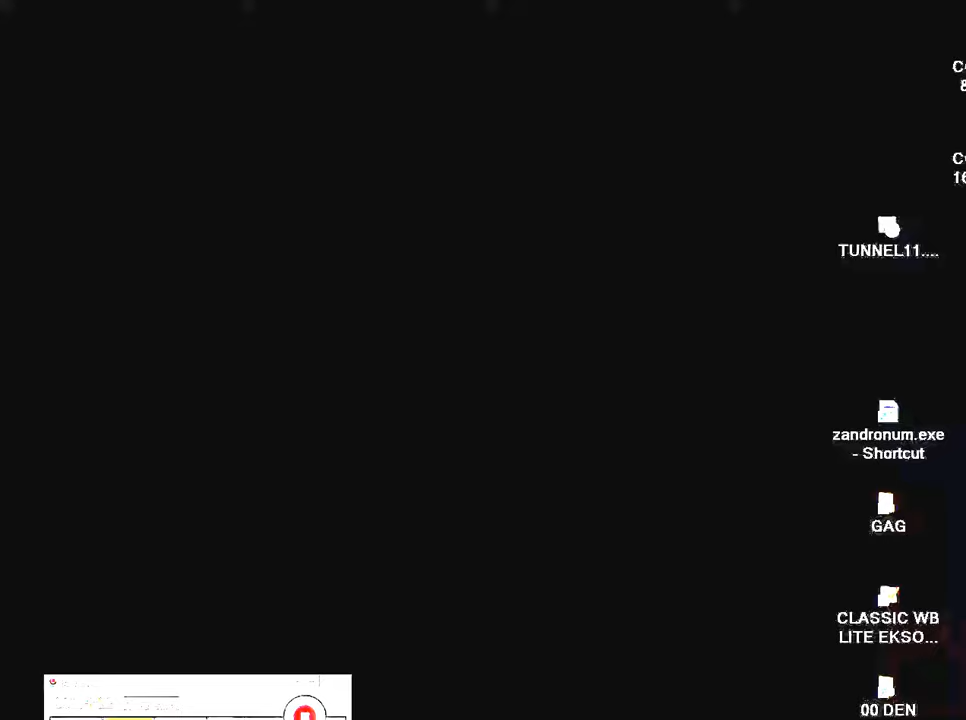 TUNNEL11....
zandronum.exe
- Shortcut
GAG
CLASSIC WB
LITE EKSO...
00 DEN